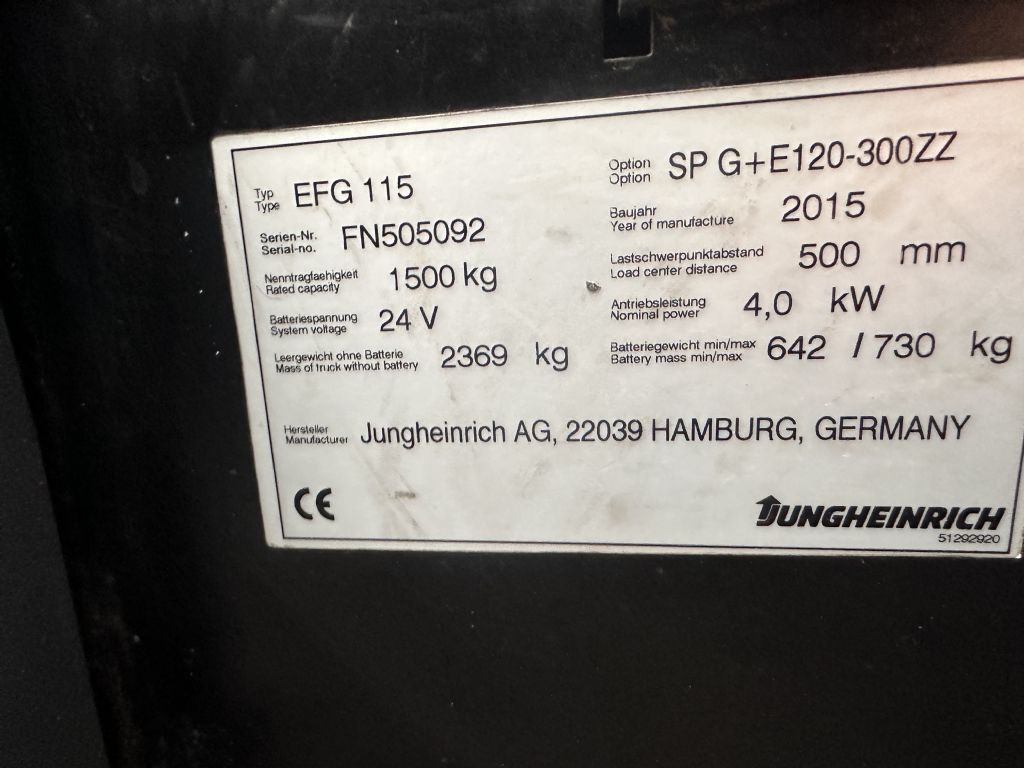 Typ
Type EFG 115
Option
Option SP G+E120-300ZZ
Serien-Nr.
Serial-no. FN505092
Baujahr
Year of manufacture 2015
Nenntragfaehigkeit
Rated capacity 1500 kg
Lastschwerpunktabstand
Load center distance 500 mm
Batteriespannung
System voltage 24 V
Antriebsleistung
Nominal power 4,0 kW
Leergewicht ohne Batterie
Mass of truck without battery 2369 kg
Batteriegewicht min/max
Battery mass min/max 642 / 730 kg
Hersteller
Manufacturer Jungheinrich AG, 22039 HAMBURG, GERMANY
CE
JUNGHEINRICH
51292920